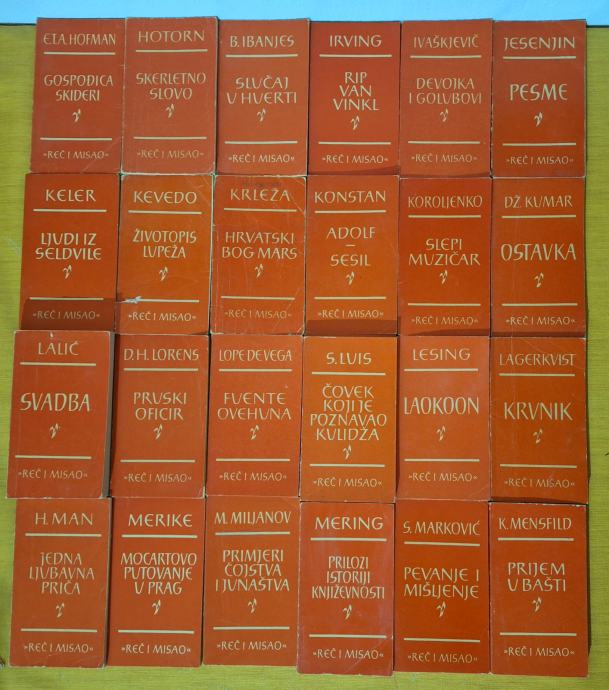 E.T.A. HOFMAN
GOSPODICA
SKIDERI
»REČ I MISAO«
HOTORN
SKERLETNO
SLOVO
»REČ I MISAO«
B. IBANJES
SLUČAJ
U HUERTI
»REČ I MISAO«
IRVING
RIP
VAN
VINKL
»REČ I MISAO«
IVAŠKJEVIČ
DEVOJKA
I GOLUBOVI
»REČ I MISAO«
JESENJIN
PESME
»REČ I MISAO«
KELER
LJUDI IZ
SELDVILE
»REČ I MISAO«
KEVEDO
ŽIVOTOPIS
LUPEŽA
»REČ I MISAO«
KRLEŽA
HRVATSKI
BOG MARS
»REČ I MISAO«
KONSTAN
ADOLF
–
SESIL
»REČ I MISAO«
KOROLJENKO
SLEPI
MUZIČAR
»REČ I MISAO«
DŽ. KUMAR
OSTAVKA
»REČ I MISAO«
LALIĆ
SVADBA
»REČ I MISAO«
D. H. LORENS
PRUSKI
OFICIR
»REČ I MISAO«
LOPE DE VEGA
FUENTE
OVEHUNA
»REČ I MISAO«
S. LUIS
ČOVEK
KOJI JE
POZNAVAO
KULIDŽA
»REČ I MISAO«
LESING
LAOKOON
»REČ I MISAO«
LAGERKVIST
KRVNIK
»REČ I MISAO«
H. MAN
JEDNA
LJUBAVNA
PRIČA
»REČ I MISAO«
MERIKE
MOCARTOVO
PUTOVANJE
U PRAG
»REČ I MISAO«
M. MILJANOV
PRIMJERI
ČOJSTVA
I JUNAŠTVA
»REČ I MISAO«
MERING
PRILOZI
ISTORIJI
KNJIŽEVNOSTI
»REČ I MISAO«
S. MARKOVIĆ
PEVANJE I
MIŠLJENJE
»REČ I MISAO«
K. MENSFILD
PRIJEM
U BAŠTI
»REČ I MISAO«